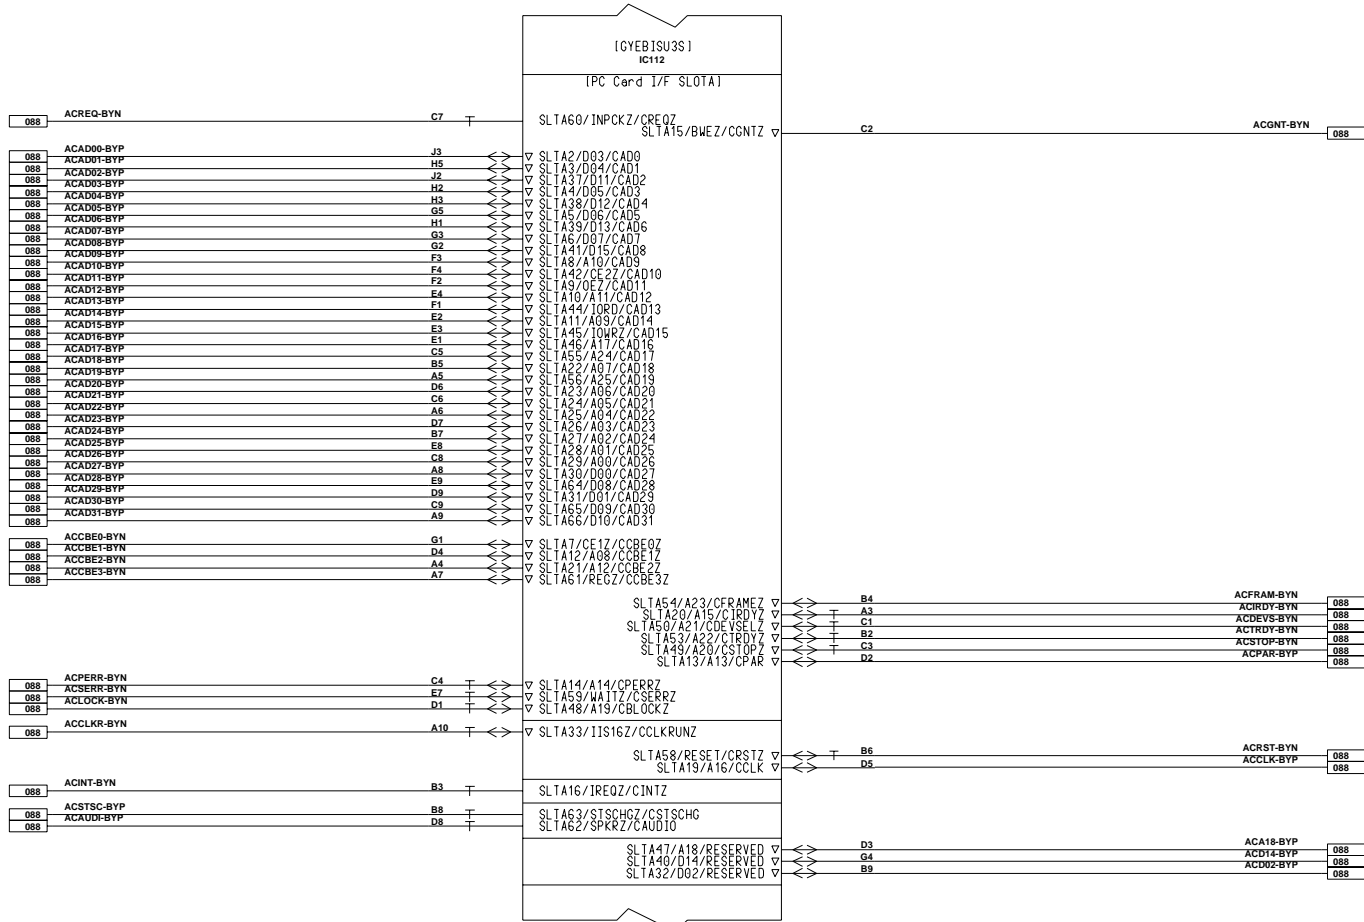 [GYEBISU3S]
IC112
[PC Card I/F SLOTA]
088 ACREQ-BYN C7 SLTA60/INPCKZ/CREQZ
SLTA15/BWEZ/CGNTZ C2 ACGNT-BYN 088
088 ACAD00-BYP J3 SLTA2/D03/CAD0
088 ACAD01-BYP H5 SLTA3/D04/CAD1
088 ACAD02-BYP J2 SLTA37/D11/CAD2
088 ACAD03-BYP H2 SLTA4/D05/CAD3
088 ACAD04-BYP H3 SLTA38/D12/CAD4
088 ACAD05-BYP G5 SLTA5/D06/CAD5
088 ACAD06-BYP H1 SLTA39/D13/CAD6
088 ACAD07-BYP G3 SLTA6/D07/CAD7
088 ACAD08-BYP G2 SLTA41/D15/CAD8
088 ACAD09-BYP F3 SLTA8/A10/CAD9
088 ACAD10-BYP F4 SLTA42/CE2Z/CAD10
088 ACAD11-BYP F2 SLTA9/OEZ/CAD11
088 ACAD12-BYP E4 SLTA10/A11/CAD12
088 ACAD13-BYP F1 SLTA44/IORD/CAD13
088 ACAD14-BYP E2 SLTA11/A09/CAD14
088 ACAD15-BYP E3 SLTA45/IOWRZ/CAD15
088 ACAD16-BYP E1 SLTA46/A17/CAD16
088 ACAD17-BYP C5 SLTA55/A24/CAD17
088 ACAD18-BYP B5 SLTA22/A07/CAD18
088 ACAD19-BYP A5 SLTA56/A25/CAD19
088 ACAD20-BYP D6 SLTA23/A06/CAD20
088 ACAD21-BYP C6 SLTA24/A05/CAD21
088 ACAD22-BYP A6 SLTA25/A04/CAD22
088 ACAD23-BYP D7 SLTA26/A03/CAD23
088 ACAD24-BYP B7 SLTA27/A02/CAD24
088 ACAD25-BYP E8 SLTA28/A01/CAD25
088 ACAD26-BYP C8 SLTA29/A00/CAD26
088 ACAD27-BYP A8 SLTA30/D00/CAD27
088 ACAD28-BYP E9 SLTA64/D08/CAD28
088 ACAD29-BYP D9 SLTA31/D01/CAD29
088 ACAD30-BYP C9 SLTA65/D09/CAD30
088 ACAD31-BYP A9 SLTA66/D10/CAD31
088 ACCBE0-BYN G1 SLTA7/CE1Z/CCBE0Z
088 ACCBE1-BYN D4 SLTA12/A08/CCBE1Z
088 ACCBE2-BYN A4 SLTA21/A12/CCBE2Z
088 ACCBE3-BYN A7 SLTA61/REGZ/CCBE3Z
SLTA54/A23/CFRAMEZ B4 ACFRAM-BYN 088
SLTA20/A15/CIRDYZ A3 ACIRDY-BYN 088
SLTA50/A21/CDEVSELZ C1 ACDEVS-BYN 088
SLTA53/A22/CTRDYZ B2 ACTRDY-BYN 088
SLTA49/A20/CSTOPZ C3 ACSTOP-BYN 088
SLTA13/A13/CPAR D2 ACPAR-BYP 088
088 ACPERR-BYN C4 SLTA14/A14/CPERRZ
088 ACSERR-BYN E7 SLTA59/WAITZ/CSERRZ
088 ACLOCK-BYN D1 SLTA48/A19/CBLOCKZ
088 ACCLKR-BYN A10 SLTA33/IIS16Z/CCLKRUNZ
SLTA58/RESET/CRSTZ B6 ACRST-BYN 088
SLTA19/A16/CCLK D5 ACCLK-BYP 088
088 ACINT-BYN B3 SLTA16/IREQZ/CINTZ
088 ACSTSC-BYP B8 SLTA63/STSCHGZ/CSTSCHG
088 ACAUDI-BYP D8 SLTA62/SPKRZ/CAUDIO
SLTA47/A18/RESERVED D3 ACA18-BYP 088
SLTA40/D14/RESERVED G4 ACD14-BYP 088
SLTA32/D02/RESERVED B9 ACD02-BYP 088